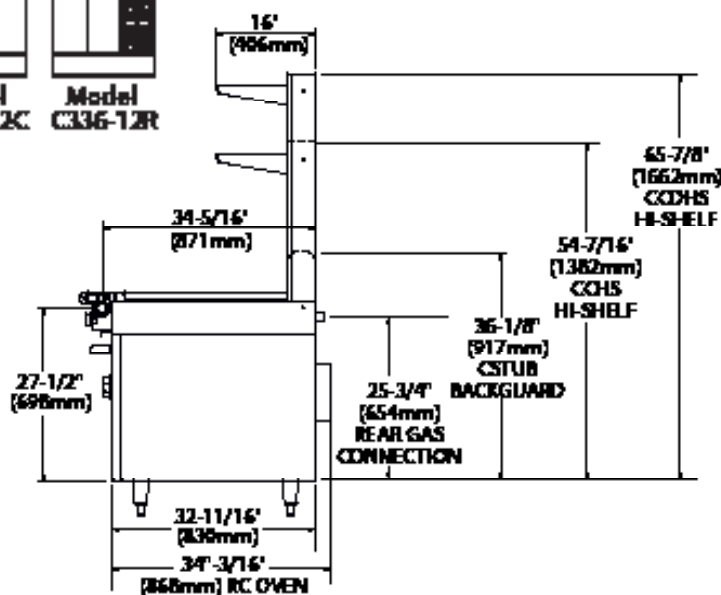 16"
(406mm)
l
2C
Model
C336-12R
65-7/8"
(1662mm)
CCDHS
HI-SHELF
34-5/16"
(871mm)
54-7/16"
(1382mm)
CCHS
HI-SHELF
36-1/8"
(917mm)
CSTUB
BACKGUARD
27-1/2"
(698mm)
25-3/4"
(654mm)
REAR GAS
CONNECTION
32-11/16"
(830mm)
34"-3/16"
(868mm) RC OVEN